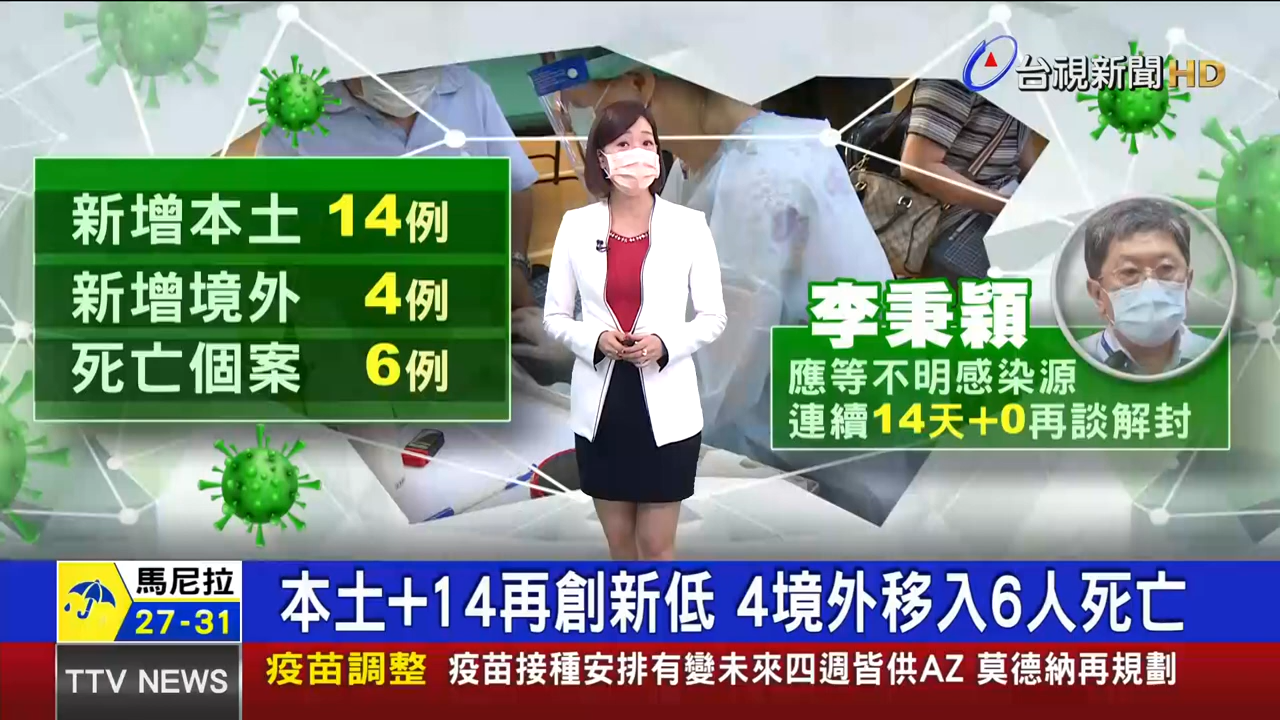 台視新聞HD
新增本土 14例
新增境外 4例
死亡個案 6例
李秉穎
應等不明感染源
連續14天+0再談解封
馬尼拉
27-31
本土+14再創新低 4境外移入6人死亡
TTV NEWS
疫苗調整 疫苗接種安排有變未來四週皆供AZ 莫德納再規劃